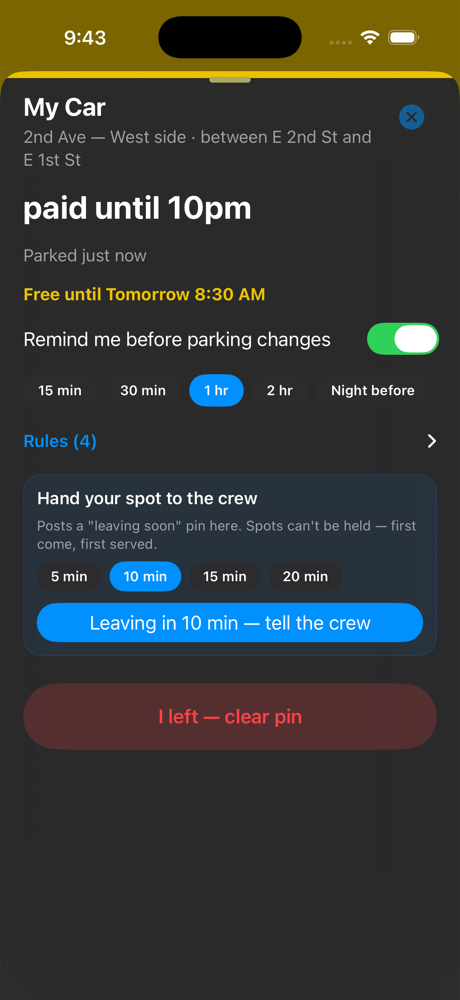 9:43
My Car
2nd Ave — West side · between E 2nd St and
E 1st St
paid until 10pm
Parked just now
Free until Tomorrow 8:30 AM
Remind me before parking changes
15 min 30 min 1 hr 2 hr Night before
Rules (4)
Hand your spot to the crew
Posts a "leaving soon" pin here. Spots can't be held — first
come, first served.
5 min 10 min 15 min 20 min
Leaving in 10 min — tell the crew
I left — clear pin